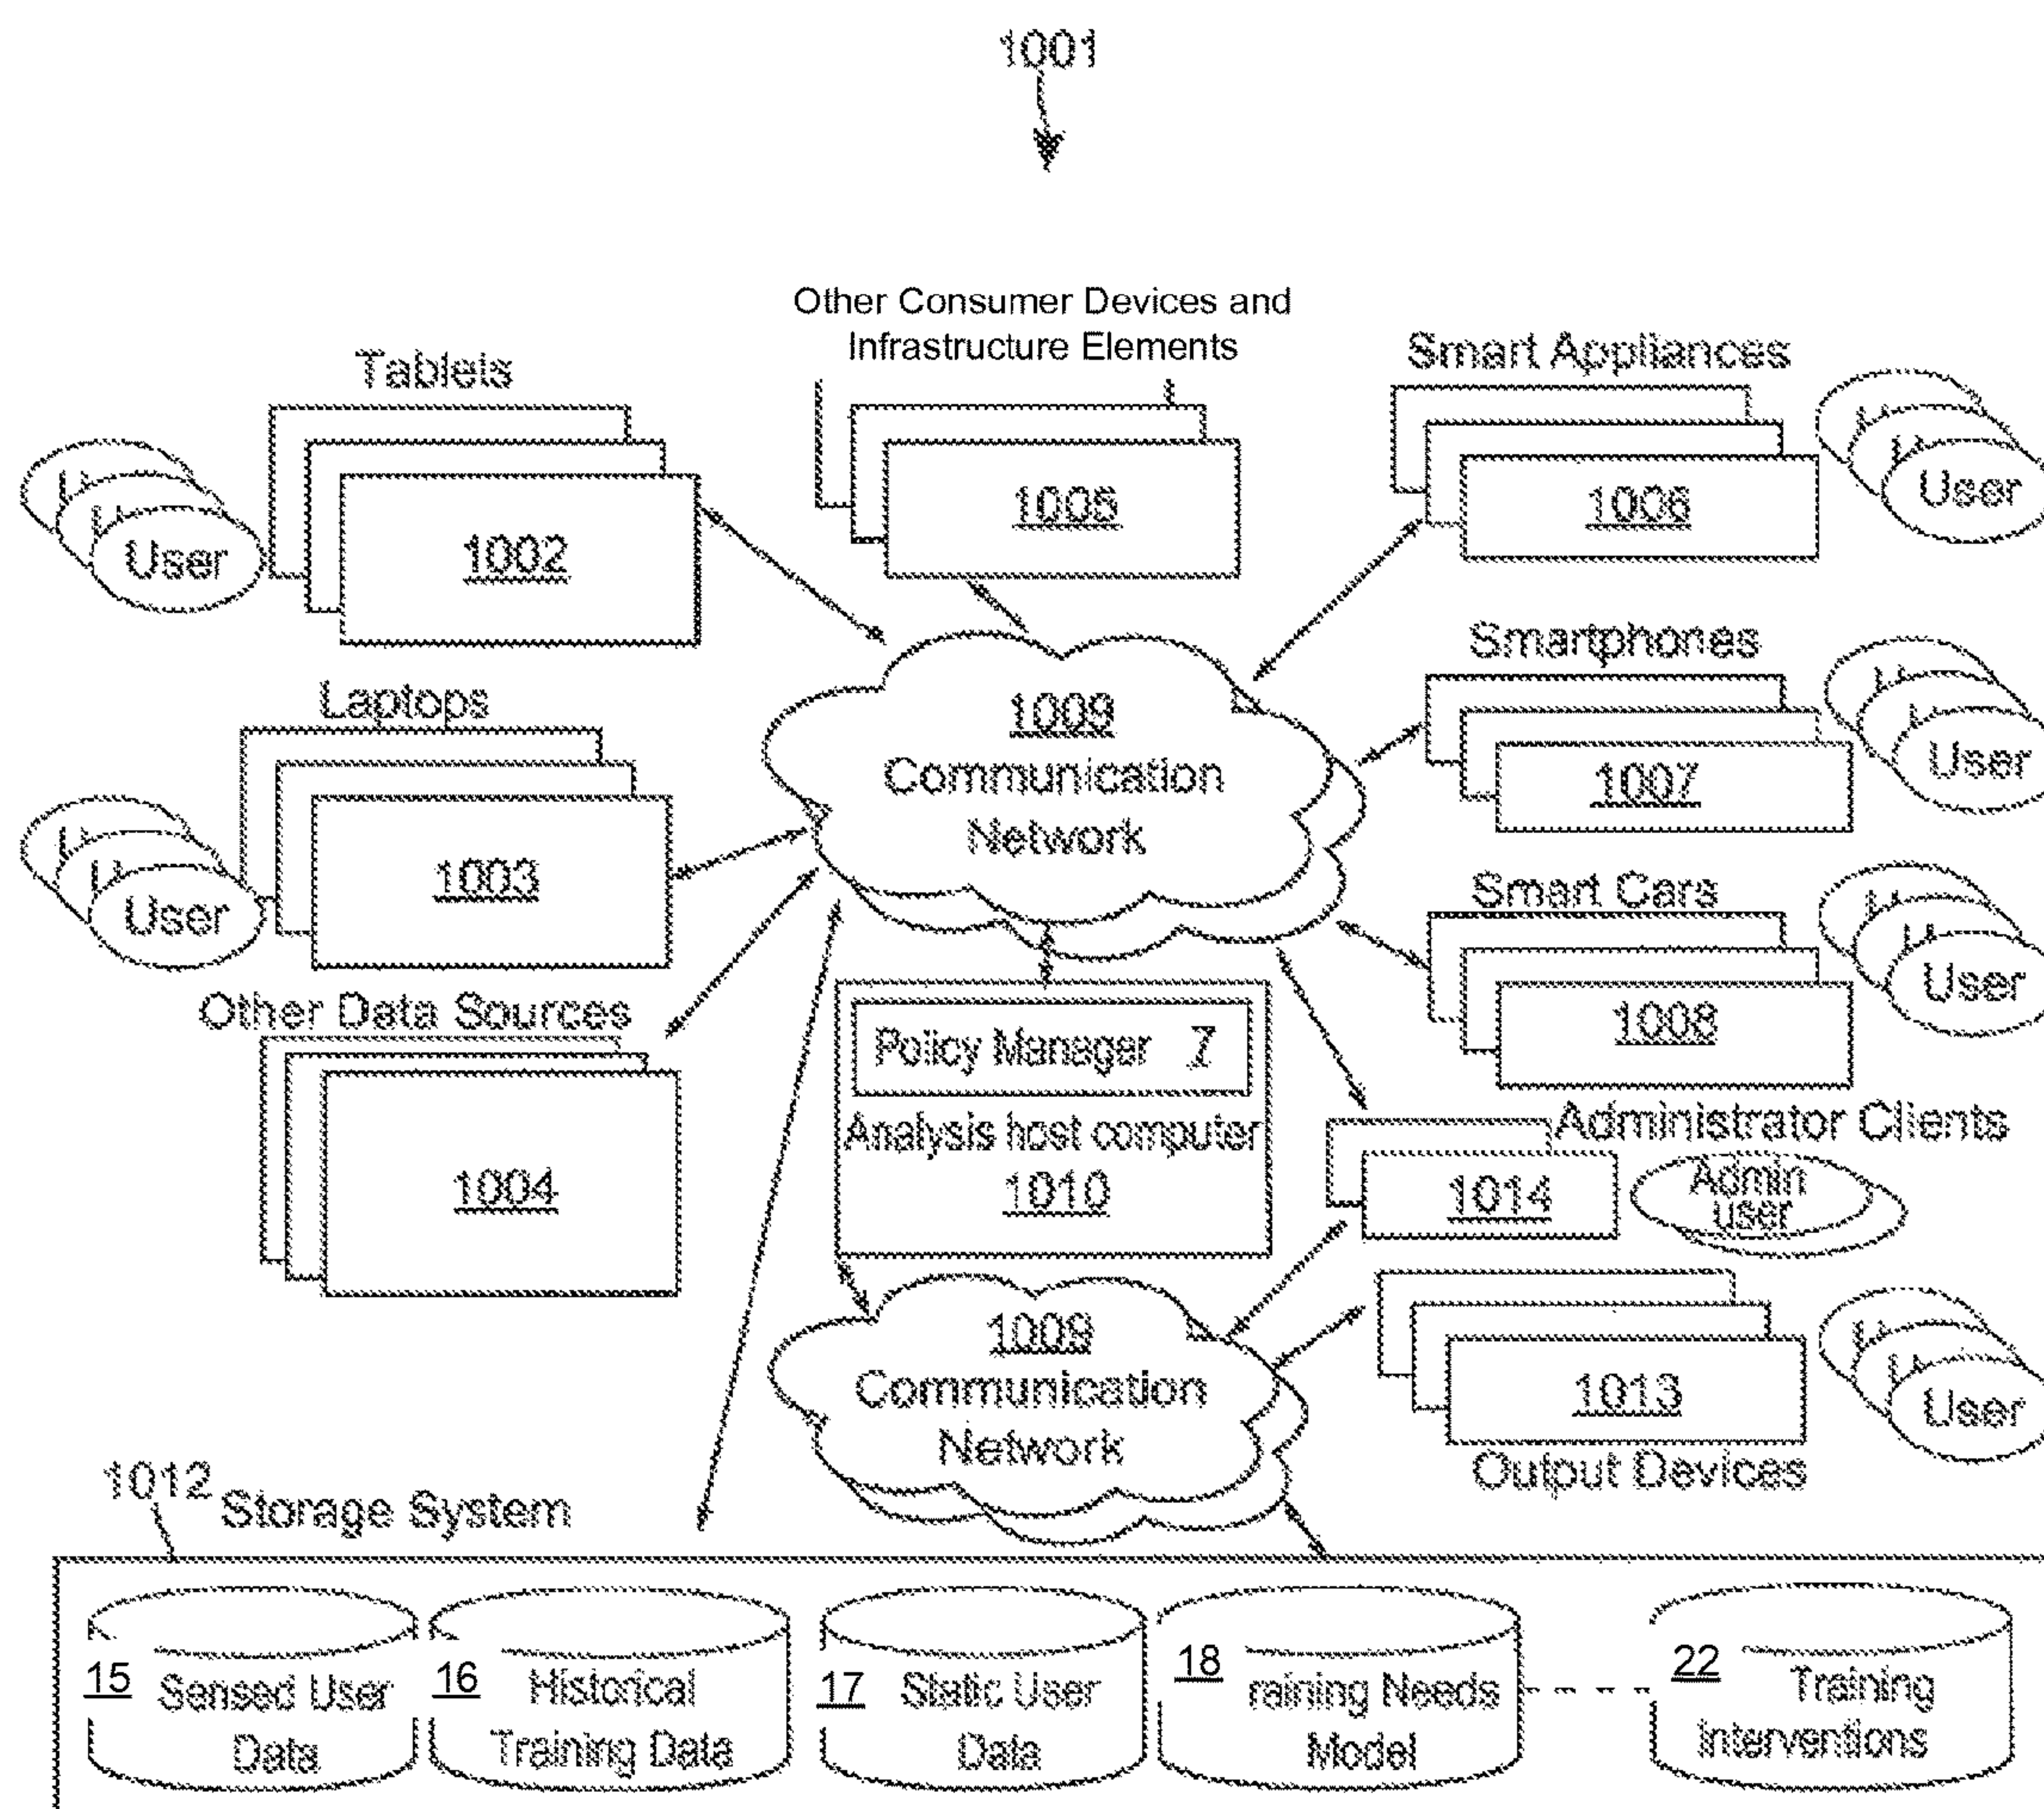 1001
Other Consumer Devices and
Infrastructure Elements
Tablets
Smart Appliances
User
1002
1005
1006
User
Laptops
Smartphones
User
1003
1009
Communication
Network
1007
User
Smart Cars
1008
User
Other Data Sources
1004
Policy Manager 7
Analysis host computer
1010
Administrator Clients
1014
Admin
user
1009
Communication
Network
1013
User
Output Devices
1012
Storage System
15 Sensed User
Data
16 Historical
Training Data
17 Static User
Data
18 raining Needs
Model
22 Training
Interventions